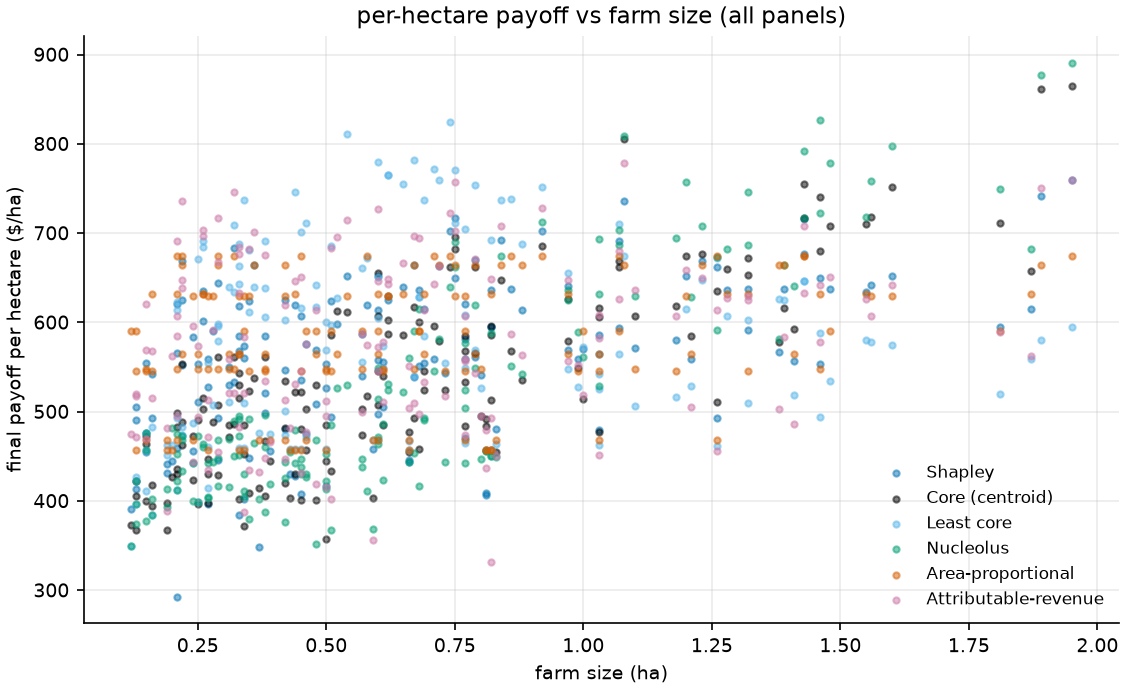 per-hectare payoff vs farm size (all panels)
900
800
700
600
500
400
300
final payoff per hectare ($/ha)
Shapley
Core (centroid)
Least core
Nucleolus
Area-proportional
Attributable-revenue
0.25
0.50
0.75
1.00
1.25
1.50
1.75
2.00
farm size (ha)